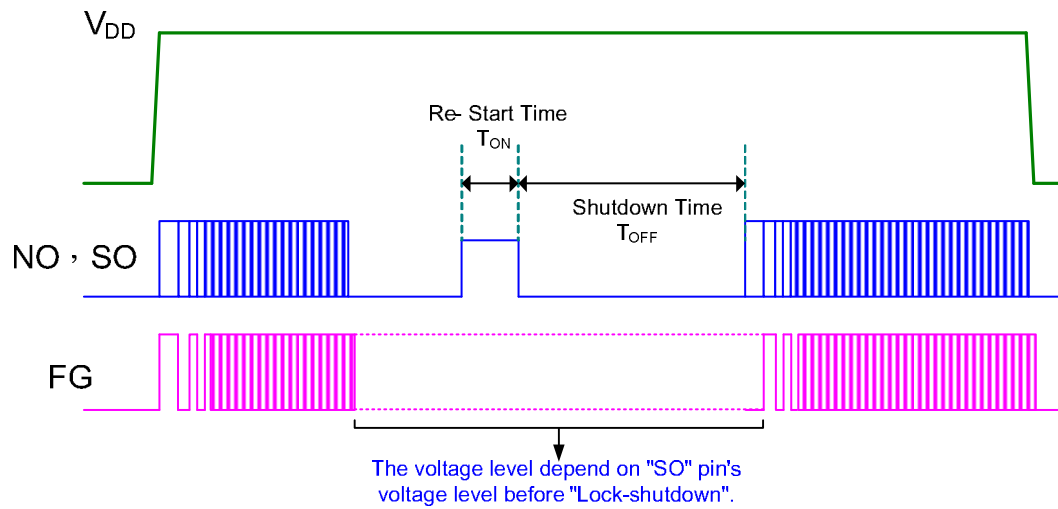 VDD
Re- Start Time
TON
Shutdown Time
TOFF
NO，SO
FG
The voltage level depend on "SO" pin's
voltage level before "Lock-shutdown".